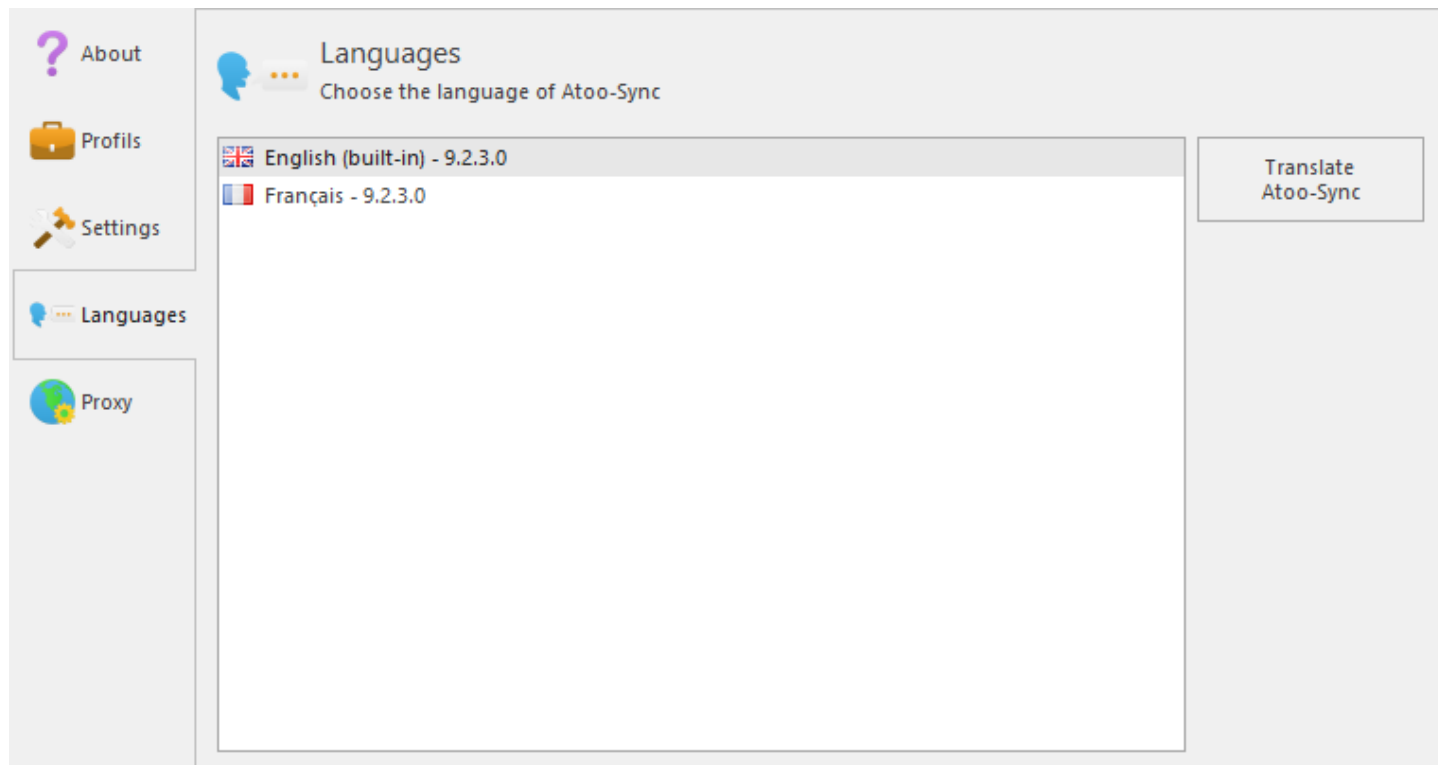 About
Profils
Settings
Languages
Proxy
Languages
Choose the language of Atoo-Sync
English (built-in) - 9.2.3.0
Français - 9.2.3.0
Translate
Atoo-Sync